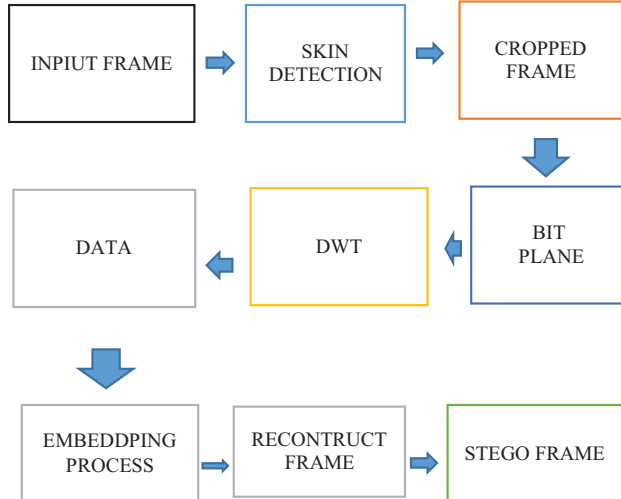 INPIUT FRAME
SKIN
DETECTION
CROPPED
FRAME
BIT
PLANE
DWT
DATA
EMBEDDPING
PROCESS
RECONTRUCT
FRAME
STEGO FRAME